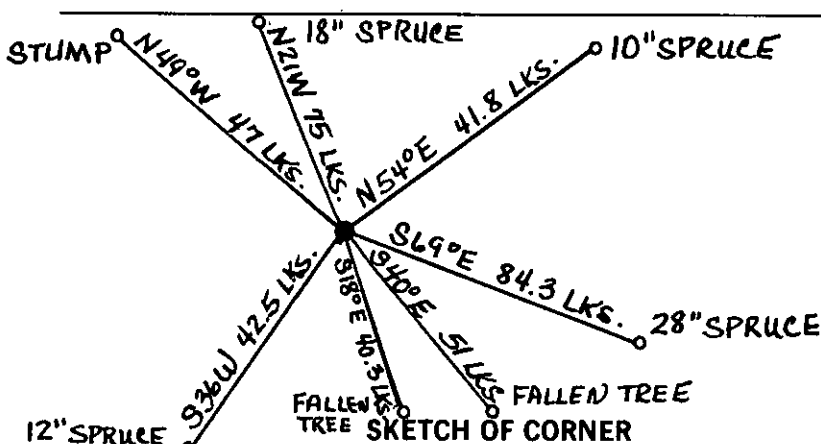 STUMP
N49°W 47 LKS.
18" SPRUCE
N21W 75 LKS.
10" SPRUCE
N54°E 41.8 LKS.
S69°E 84.3 LKS.
28" SPRUCE
S40°E 51 LKS
FALLEN TREE
S18°E 40.3 LKS.
FALLEN
TREE
S36W 42.5 LKS.
12" SPRUCE
SKETCH OF CORNER